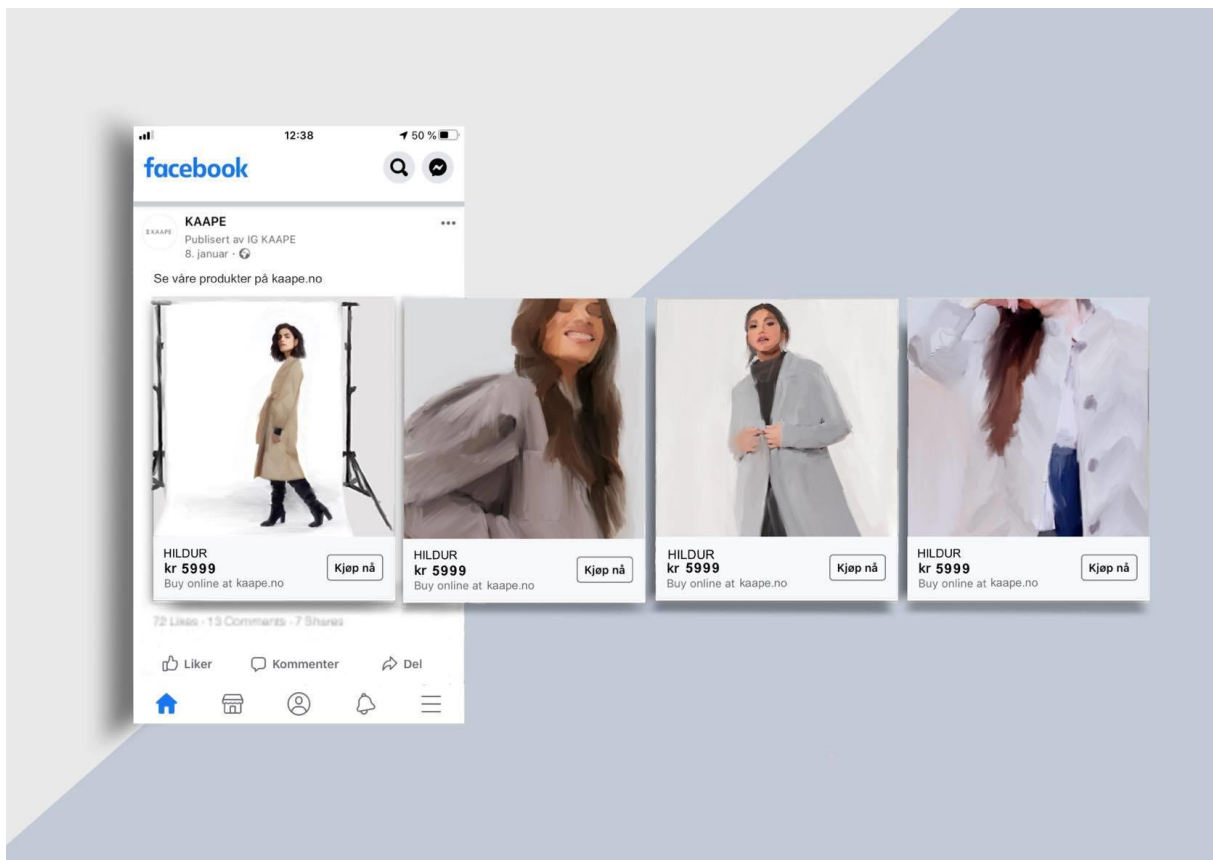 12:38
50 %
facebook
KAAPE
KAAPE
Publisert av IG KAAPE
8. januar ·
Se våre produkter på kaape.no
HILDUR
kr 5999
Buy online at kaape.no
Kjøp nå
HILDUR
kr 5999
Buy online at kaape.no
Kjøp nå
HILDUR
kr 5999
Buy online at kaape.no
Kjøp nå
HILDUR
kr 5999
Buy online at kaape.no
Kjøp nå
72 Likes · 13 Comments · 7 Shares
Liker Kommenter Del